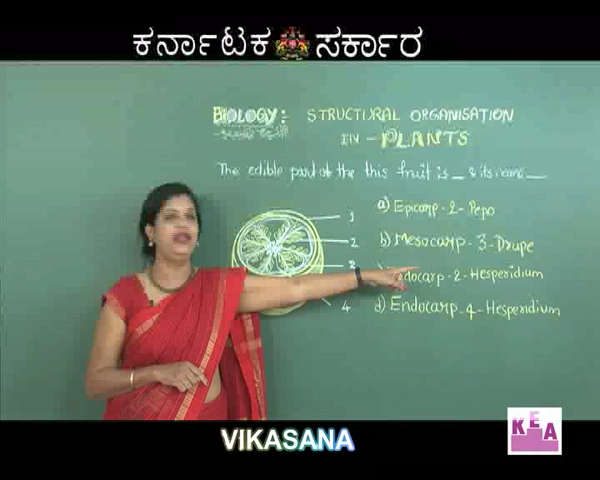 ಕರ್ನಾಟಕ ಸರ್ಕಾರ
BIOLOGY:- STRUCTURAL ORGANISATION
IN - PLANTS
The edible part of the this fruit is _ & its name _
1 a) Epicarp-2-Pepo
2 b) Mesocarp-3-Drupe
3 docarp-2-Hesperidium
4 d) Endocarp-4-Hesperidium
VIKASANA
KEA